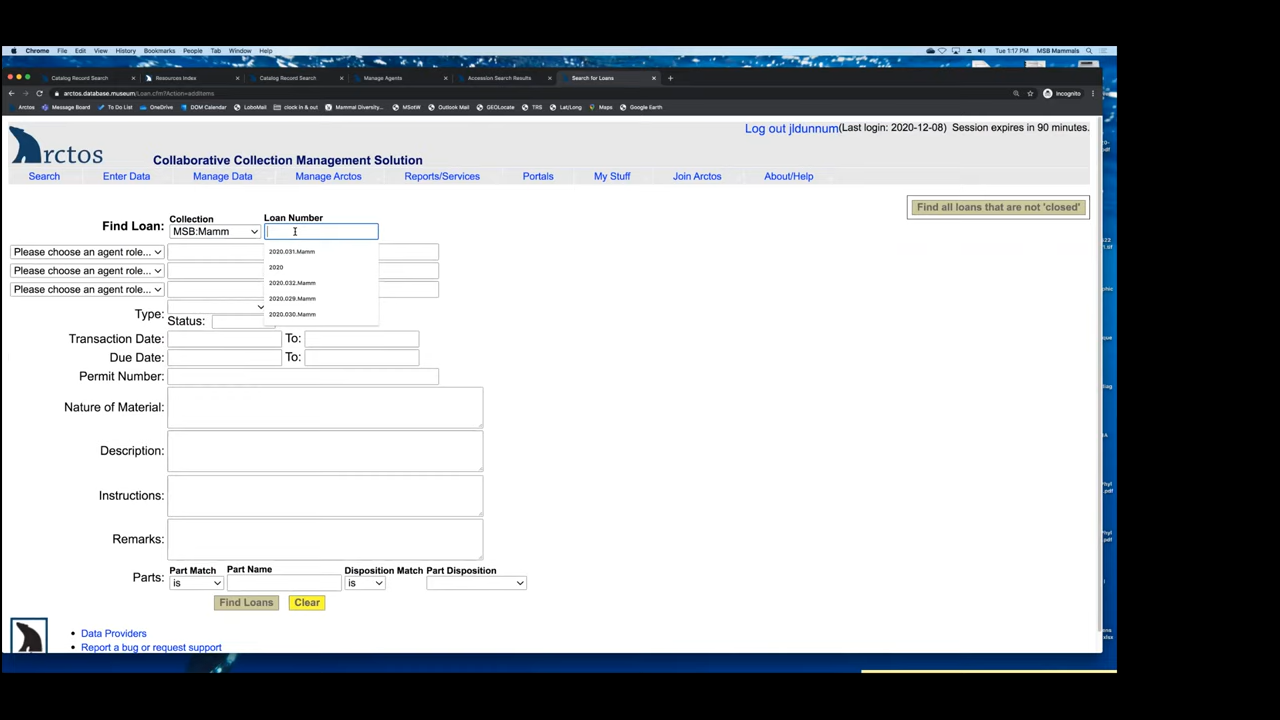 Chrome File Edit View History Bookmarks People Tab Window Help Tue 1:17 PM MSB Mammals
Catalog Record Search Resources Index Catalog Record Search Manage Agents Accession Search Results Search for Loans
arctos.database.museum/Loan.cfm?Action=addItems Incognito
Arctos Message Board To Do List OneDrive DDM Calendar LoboMail clock in & out Mammal Diversity... MSotW Outlook Mail GEOLocate TRS Lat/Long Maps Google Earth
Log out jldunnum (Last login: 2020-12-08) Session expires in 90 minutes.
Arctos Collaborative Collection Management Solution
Search Enter Data Manage Data Manage Arctos Reports/Services Portals My Stuff Join Arctos About/Help
Find all loans that are not 'closed'
Collection Loan Number
Find Loan: MSB:Mamm
Please choose an agent role... 2020.031.Mamm
Please choose an agent role... 2020
2020.032.Mamm
Please choose an agent role... 2020.029.Mamm
Type: 2020.030.Mamm
Status:
Transaction Date: To:
Due Date: To:
Permit Number:
Nature of Material:
Description:
Instructions:
Remarks:
Part Match Part Name Disposition Match Part Disposition
Parts: is is
Find Loans Clear
Data Providers
Report a bug or request support